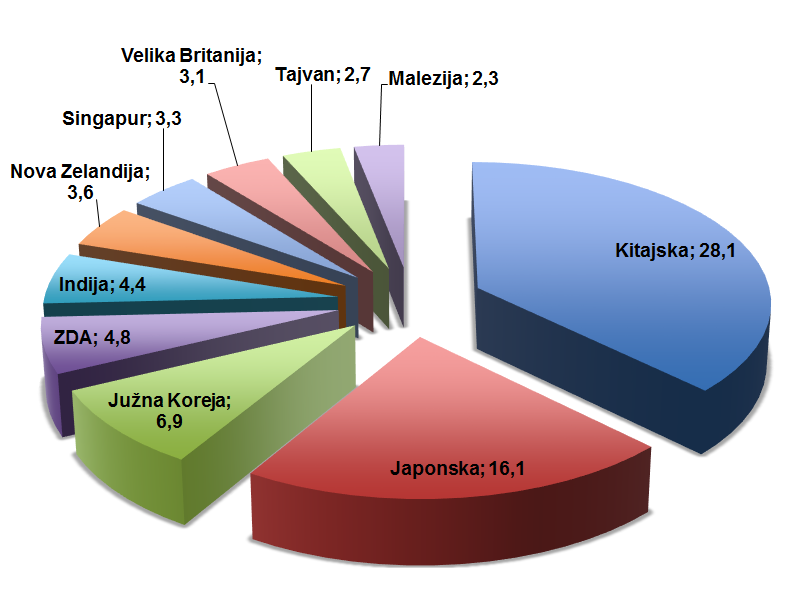 Velika Britanija;
3,1
Tajvan; 2,7
Malezija; 2,3
Singapur; 3,3
Nova Zelandija;
3,6
Kitajska; 28,1
Indija; 4,4
ZDA; 4,8
Južna Koreja;
6,9
Japonska; 16,1